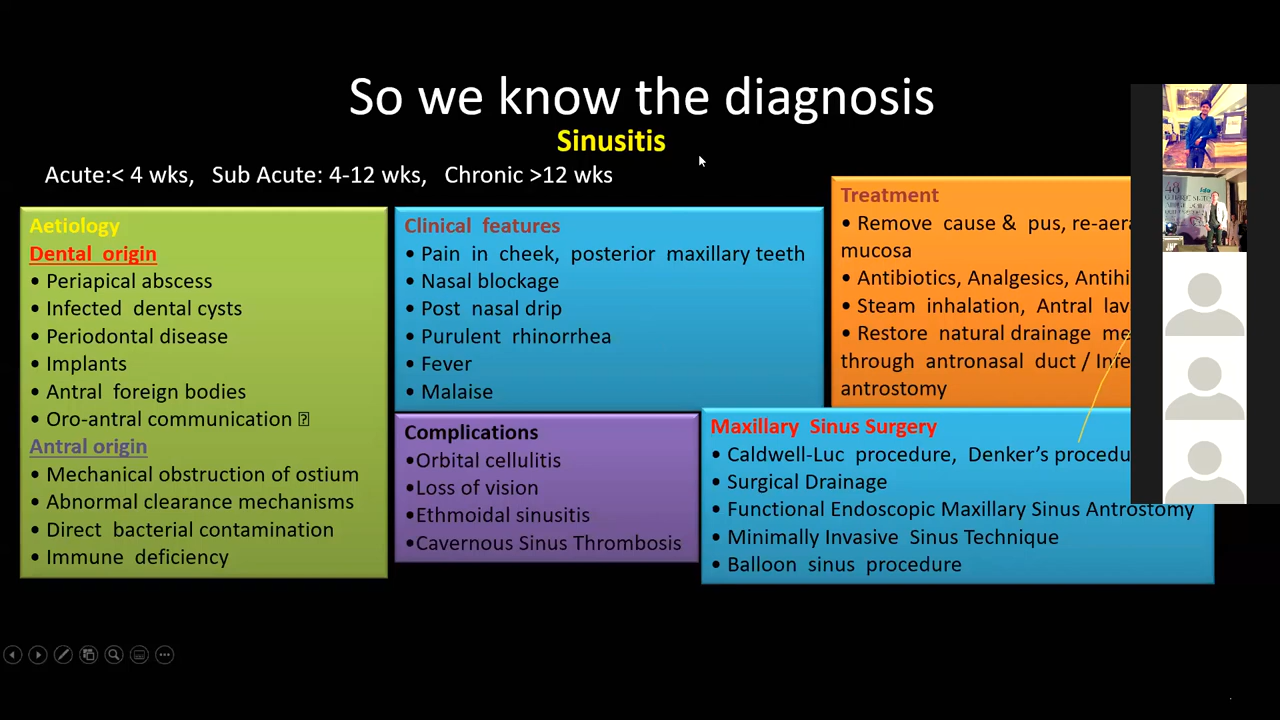 So we know the diagnosis
Sinusitis
Acute:< 4 wks, Sub Acute: 4-12 wks, Chronic >12 wks
Aetiology
Dental origin
• Periapical abscess
• Infected dental cysts
• Periodontal disease
• Implants
• Antral foreign bodies
• Oro-antral communication
Antral origin
• Mechanical obstruction of ostium
• Abnormal clearance mechanisms
• Direct bacterial contamination
• Immune deficiency
Clinical features
• Pain in cheek, posterior maxillary teeth
• Nasal blockage
• Post nasal drip
• Purulent rhinorrhea
• Fever
• Malaise
Complications
•Orbital cellulitis
•Loss of vision
•Ethmoidal sinusitis
•Cavernous Sinus Thrombosis
Treatment
• Remove cause & pus, re-aera
mucosa
• Antibiotics, Analgesics, Antihi
• Steam inhalation, Antral lav
• Restore natural drainage me
through antronasal duct / Infe
antrostomy
Maxillary Sinus Surgery
• Caldwell-Luc procedure, Denker's procedu
• Surgical Drainage
• Functional Endoscopic Maxillary Sinus Antrostomy
• Minimally Invasive Sinus Technique
• Balloon sinus procedure
48